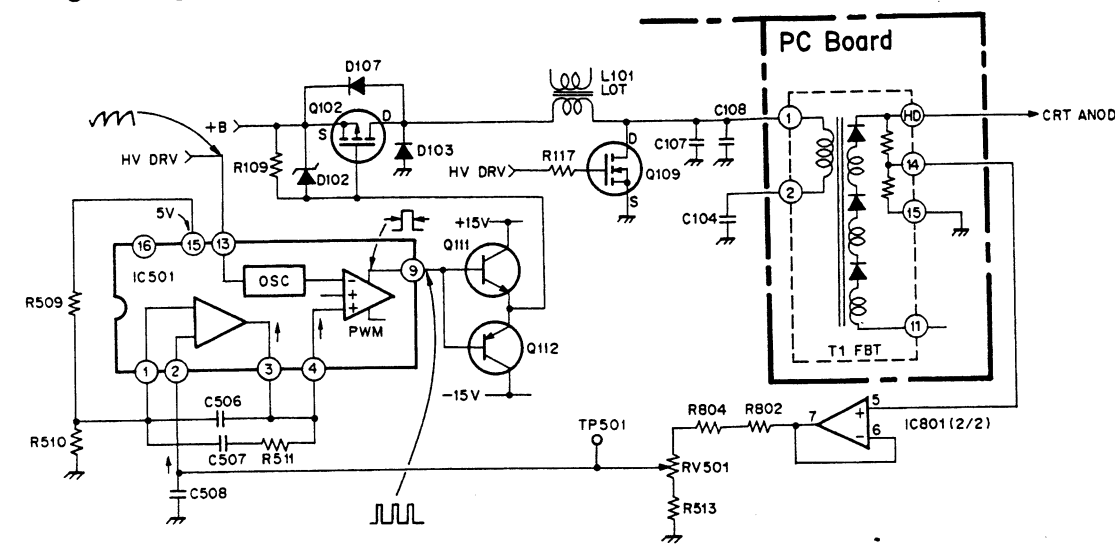 PC Board
D107
L101
LOT
Q102
D
S
+B
C108
1
HD
CRT ANOD
HV DRV
R109
D102
D103
C107
D
HV DRV
R117
Q109
S
14
2
15
C104
5V
+15V
16
15
13
IC501
OSC
9
Q111
R509
PWM
11
T1 FBT
Q112
1
2
3
4
-15V
C506
R804
R802
7
5
6
IC801(2/2)
R510
C507
R511
TP501
RV501
C508
R513